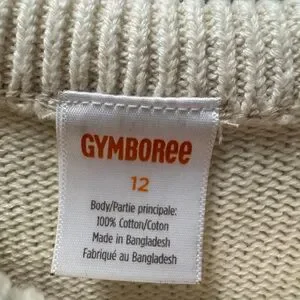 GYMBOREE
12
Body/Partie principale:
100% Cotton/Coton
Made in Bangladesh
Fabriqué au Bangladesh